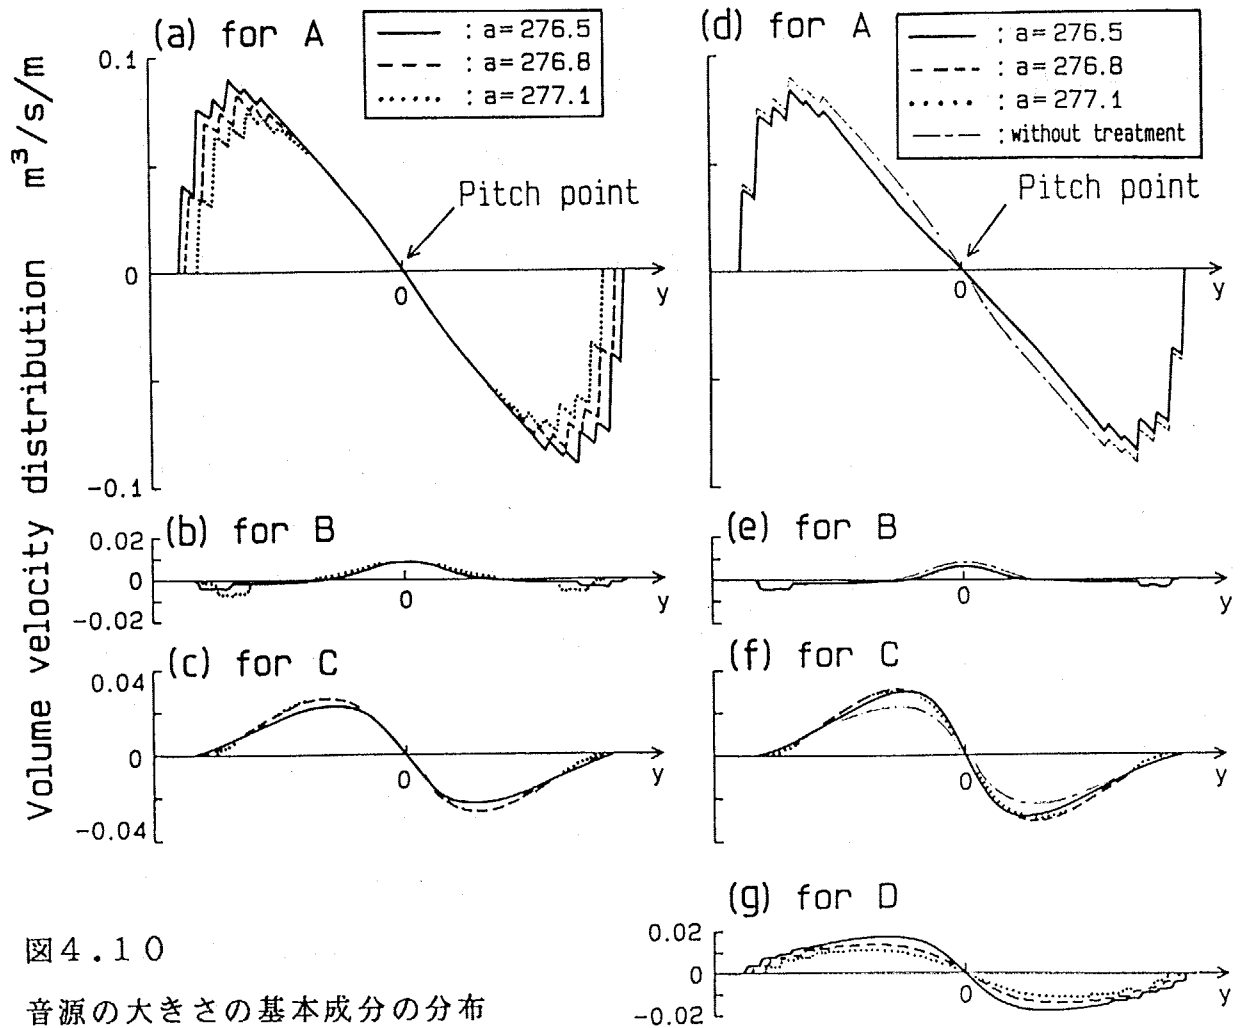 (a) for A
: a=276.5
: a=276.8
: a=277.1
0.1
0
-0.1
Pitch point
0
y
(d) for A
: a=276.5
: a=276.8
: a=277.1
: without treatment
Pitch point
0
y
Volume velocity distribution m³/s/m
(b) for B
0.02
0
-0.02
0
y
(e) for B
0
y
(c) for C
0.04
0
-0.04
0
y
(f) for C
0
y
(g) for D
0.02
0
-0.02
0
y
図4.10
音源の大きさの基本成分の分布